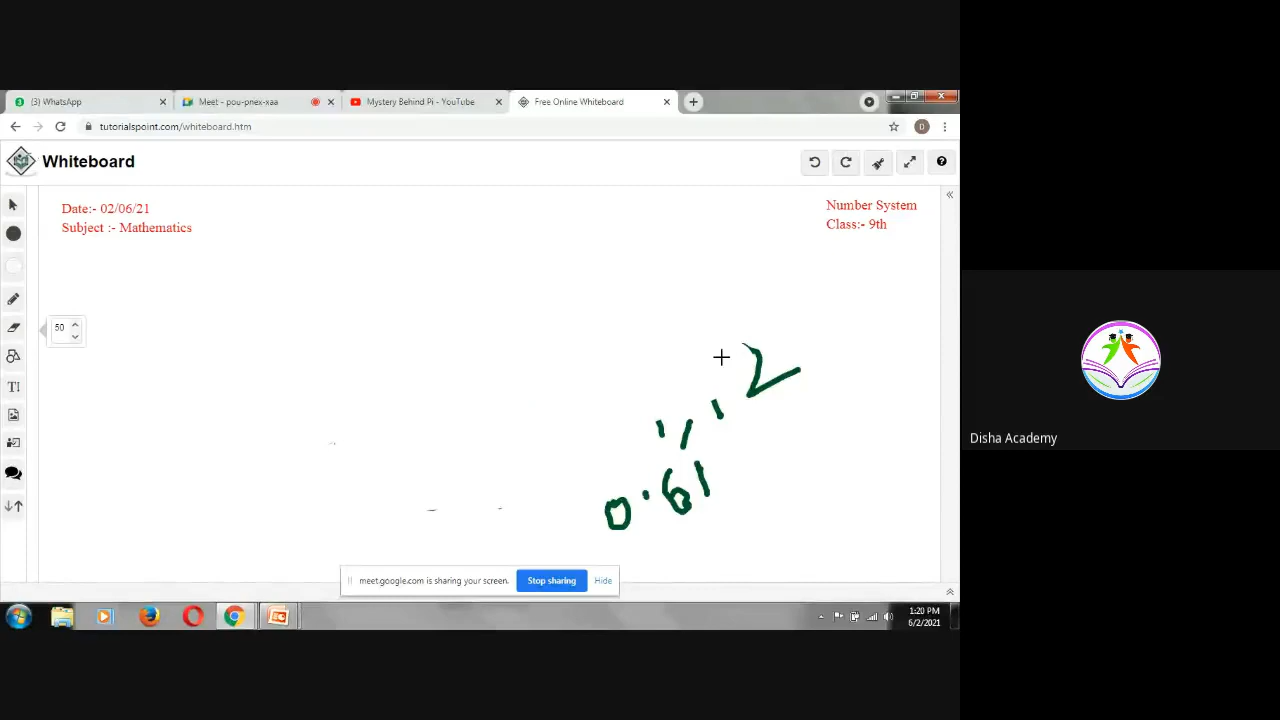 (3) WhatsApp
Meet - pou-pnex-xaa
Mystery Behind Pi - YouTube
Free Online Whiteboard
tutorialspoint.com/whiteboard.htm
D
Whiteboard
Date:- 02/06/21
Subject :- Mathematics
Number System
Class:- 9th
50
TI
2
0.61
Disha Academy
meet.google.com is sharing your screen.
Stop sharing
Hide
1:20 PM
6/2/2021